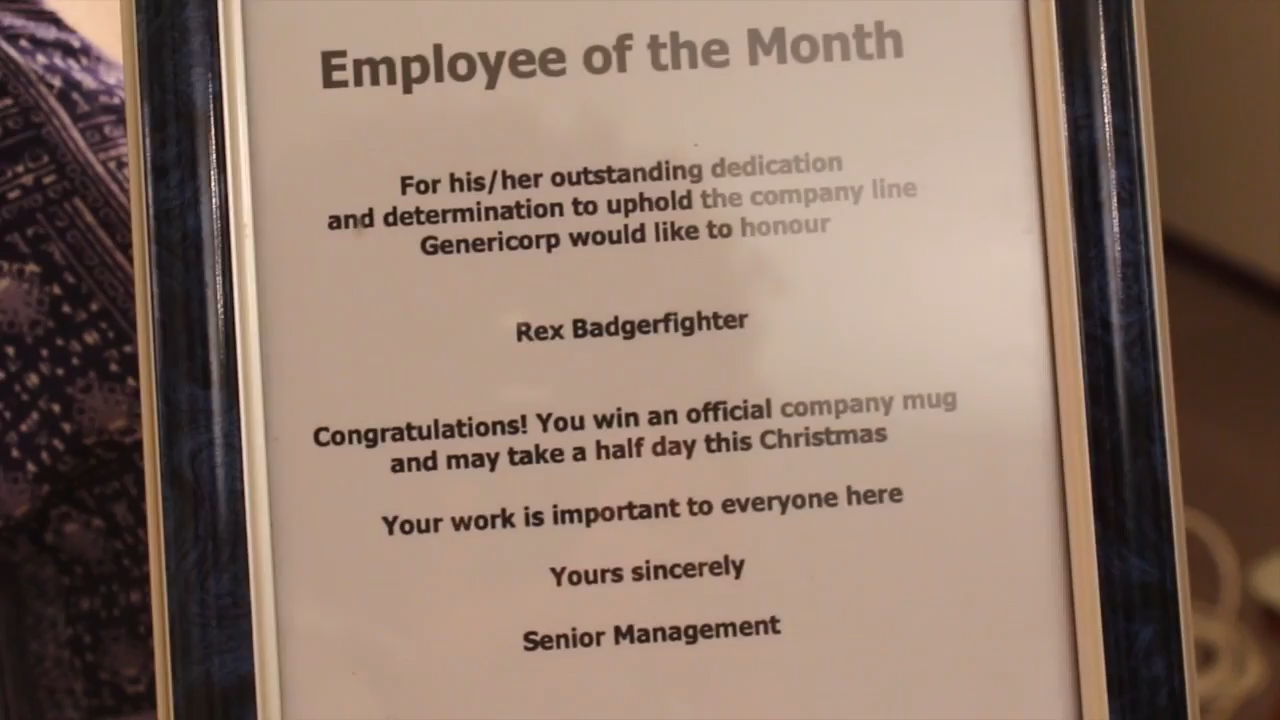 Employee of the Month
For his/her outstanding dedication
and determination to uphold the company line
Genericorp would like to honour
Rex Badgerfighter
Congratulations! You win an official company mug
and may take a half day this Christmas
Your work is important to everyone here
Yours sincerely
Senior Management